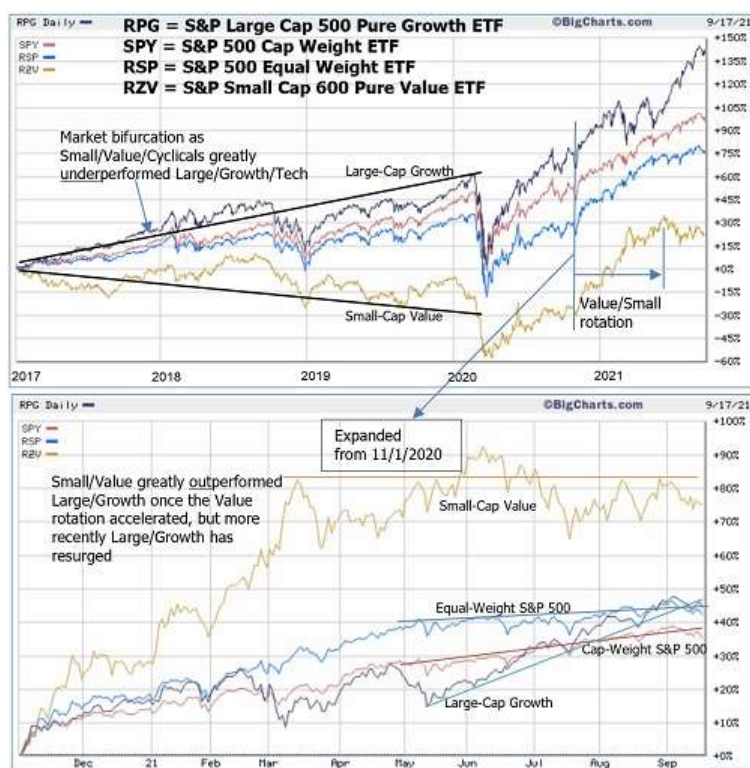 RPG Daily
©BigCharts.com
9/17/21
SPY
RSP
RZV
RPG = S&P Large Cap 500 Pure Growth ETF
SPY = S&P 500 Cap Weight ETF
RSP = S&P 500 Equal Weight ETF
RZV = S&P Small Cap 600 Pure Value ETF
+150%
+135%
+120%
+105%
+90%
+75%
+60%
+45%
+30%
+15%
+0%
-15%
-30%
-45%
-60%
Market bifurcation as
Small/Value/Cyclicals greatly
underperformed Large/Growth/Tech
Large-Cap Growth
Small-Cap Value
Value/Small
rotation
2017 2018 2019 2020 2021
RPG Daily
©BigCharts.com
9/17/21
SPY
RSP
RZV
+100%
+90%
+80%
+70%
+60%
+50%
+40%
+30%
+20%
+10%
+0%
Expanded
from 11/1/2020
Small/Value greatly outperformed
Large/Growth once the Value
rotation accelerated, but more
recently Large/Growth has
resurged
Small-Cap Value
Equal-Weight S&P 500
Cap-Weight S&P 500
Large-Cap Growth
Dec 21 Feb Mar Apr May Jun Jul Aug Sep